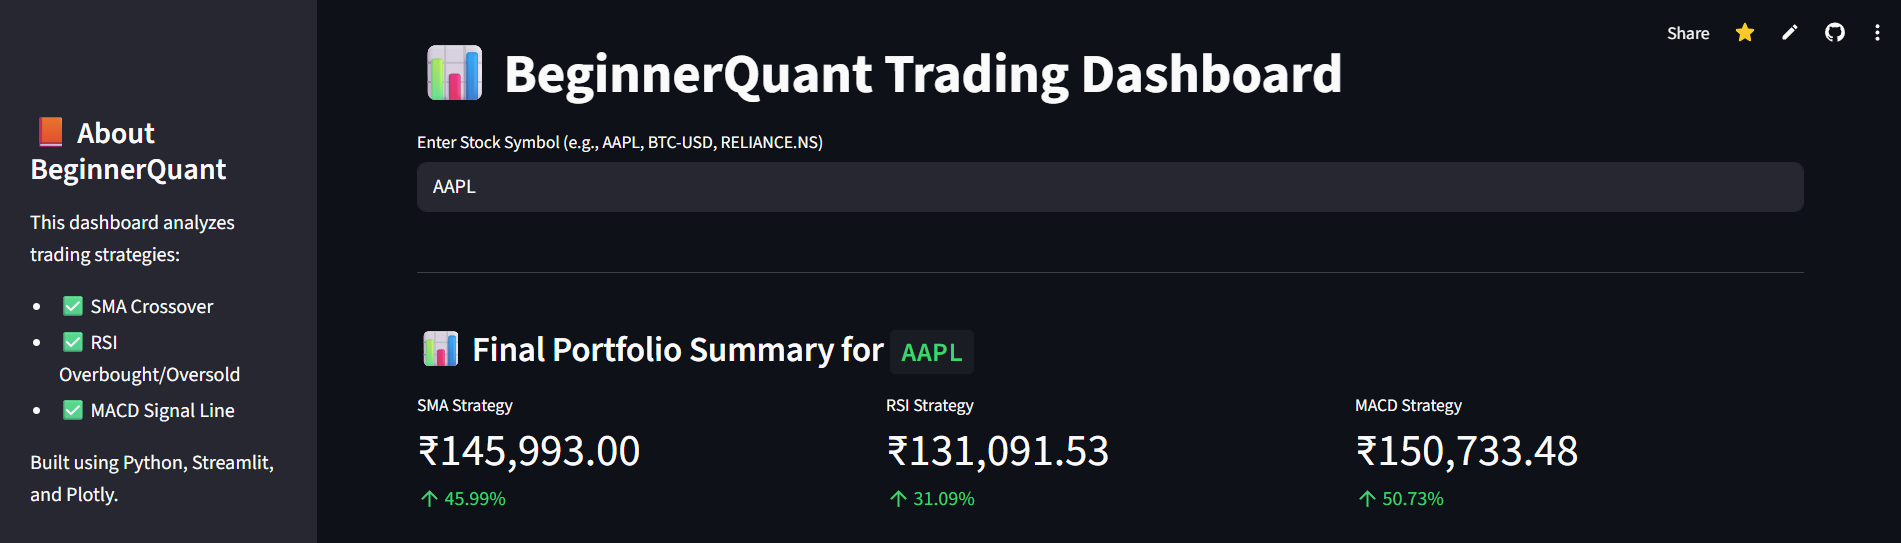 Share
📊 BeginnerQuant Trading Dashboard
Enter Stock Symbol (e.g., AAPL, BTC-USD, RELIANCE.NS)
AAPL
📊 Final Portfolio Summary for AAPL
SMA Strategy
₹145,993.00
↑ 45.99%
RSI Strategy
₹131,091.53
↑ 31.09%
MACD Strategy
₹150,733.48
↑ 50.73%
📕 About
BeginnerQuant
This dashboard analyzes
trading strategies:
• ✅ SMA Crossover
• ✅ RSI
Overbought/Oversold
• ✅ MACD Signal Line
Built using Python, Streamlit,
and Plotly.